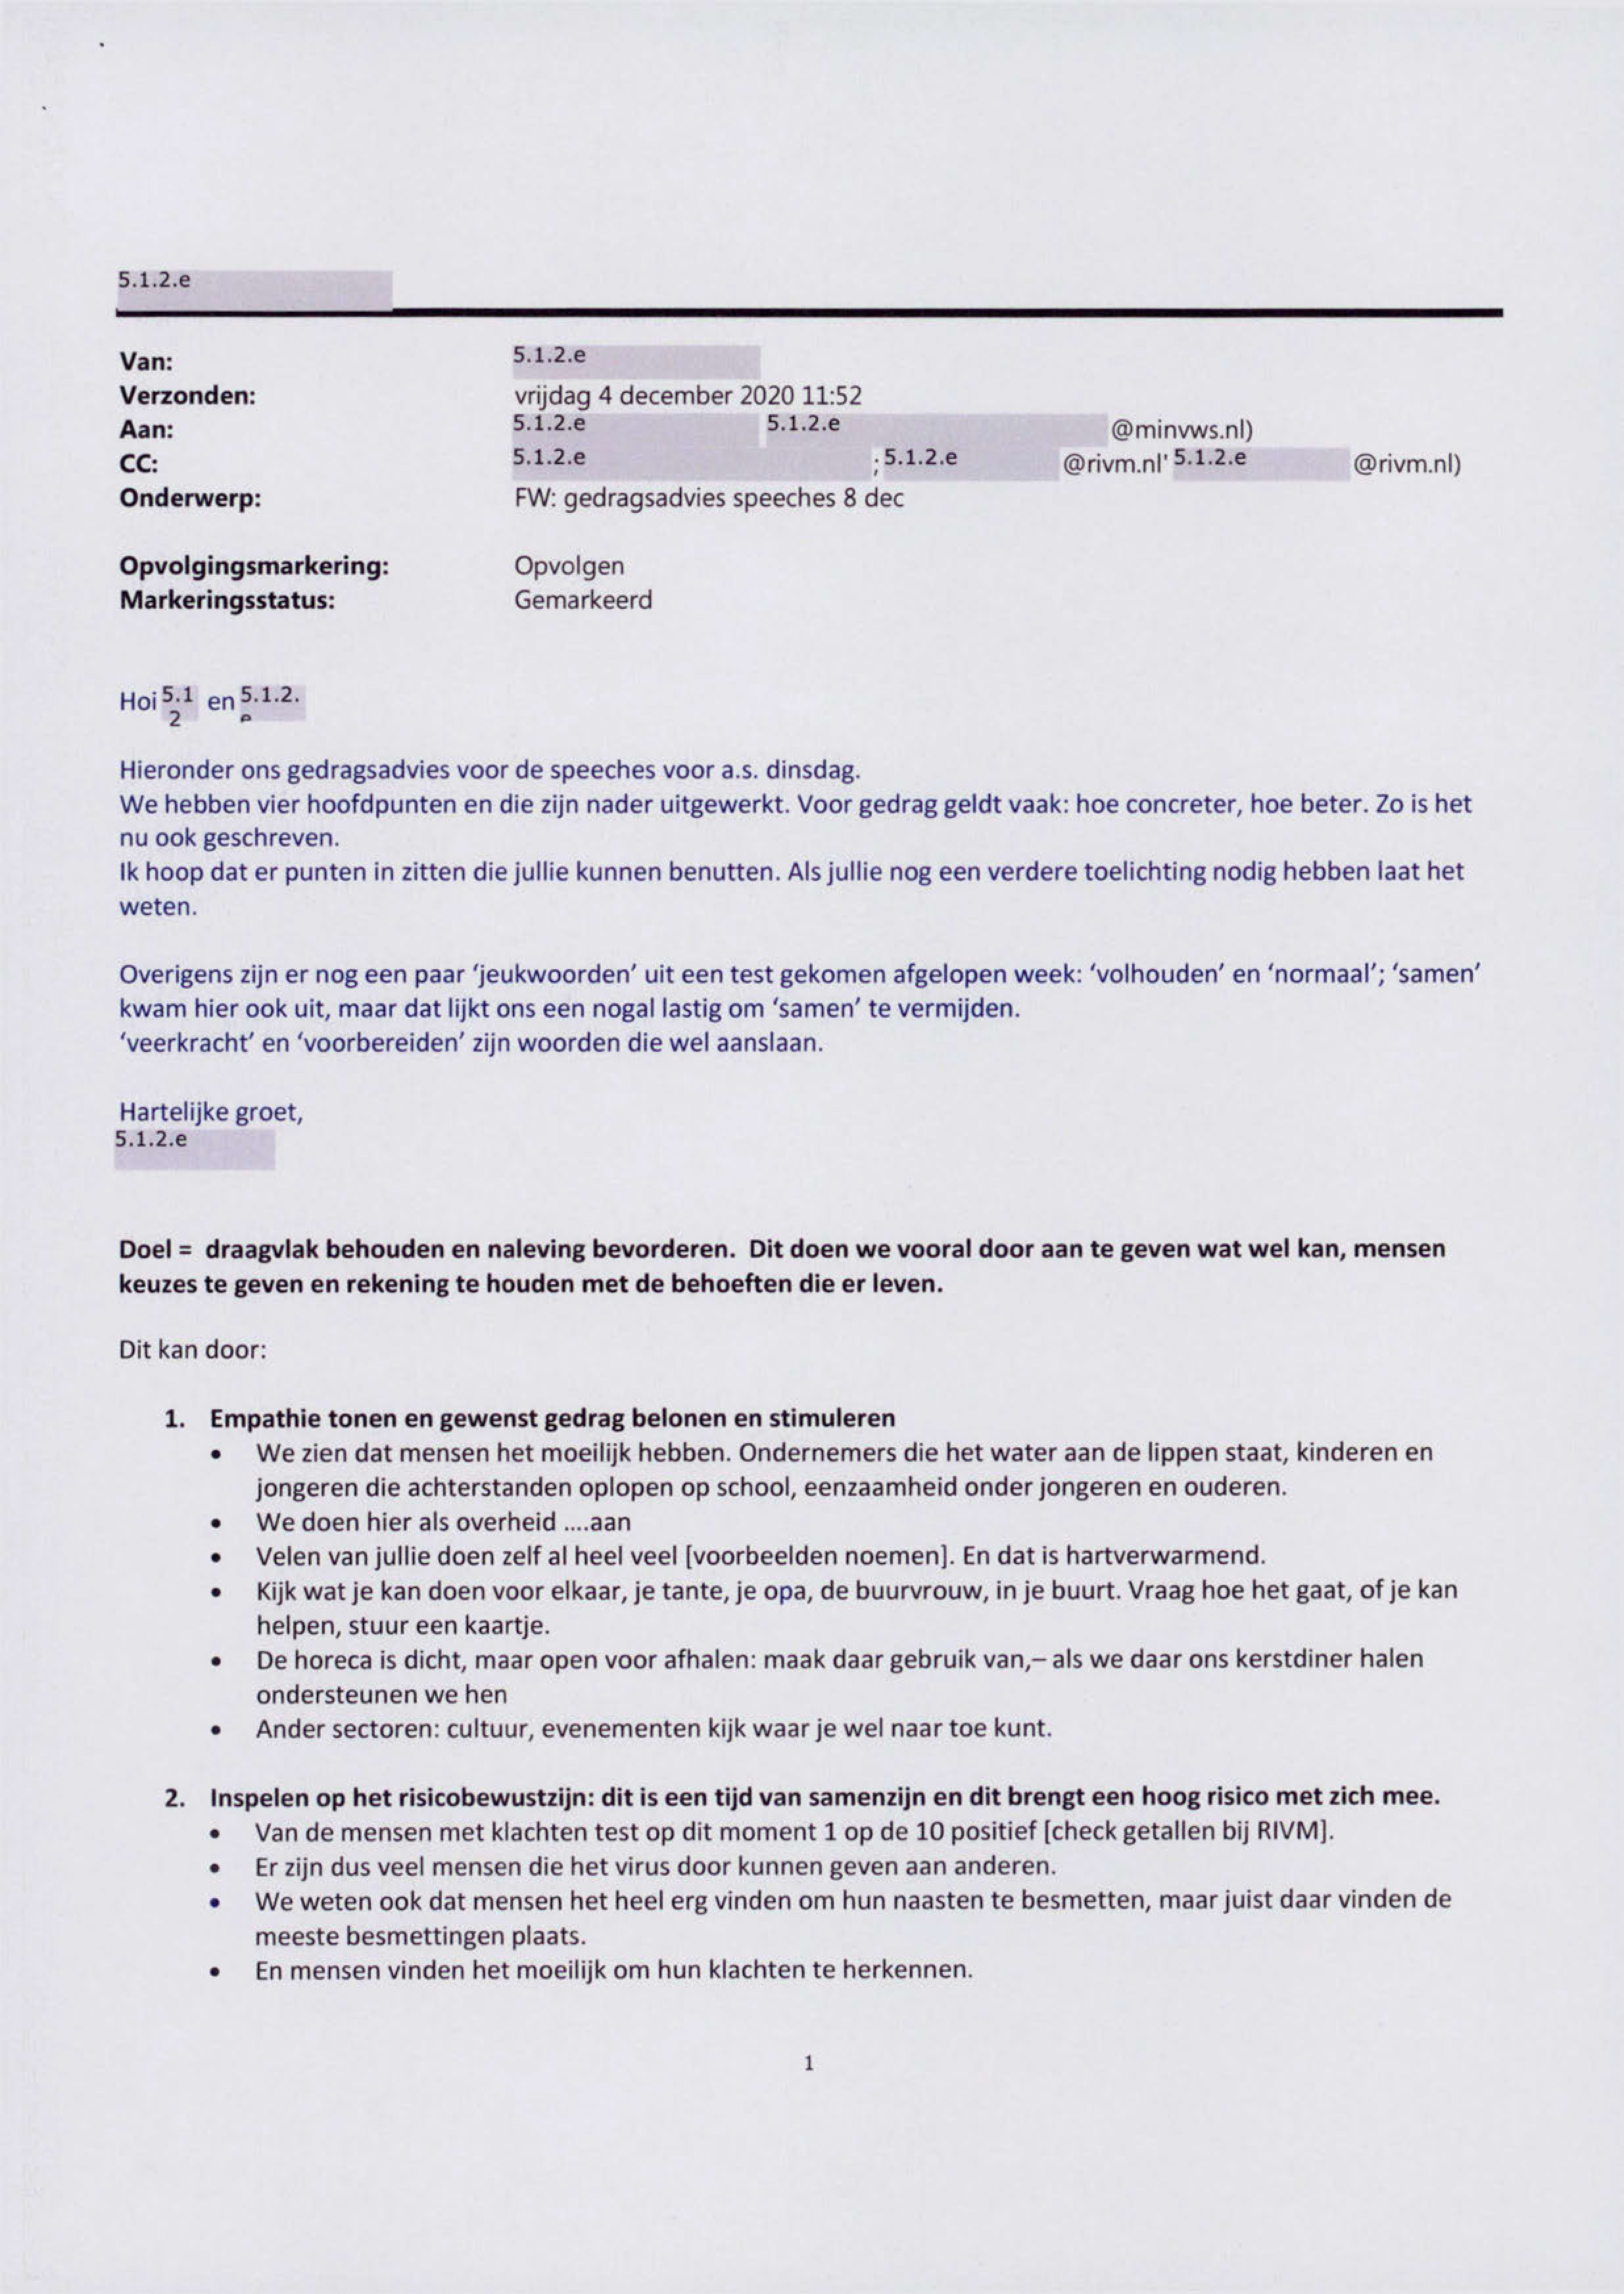 5.1.2.e
Van: 5.1.2.e
Verzonden: vrijdag 4 december 2020 11:52
Aan: 5.1.2.e 5.1.2.e @minvws.nl)
CC: 5.1.2.e ; 5.1.2.e @rivm.nl' 5.1.2.e @rivm.nl)
Onderwerp: FW: gedragsadvies speeches 8 dec
Opvolgingsmarkering: Opvolgen
Markeringsstatus: Gemarkeerd
Hoi 5.1 2 en 5.1.2. e
Hieronder ons gedragsadvies voor de speeches voor a.s. dinsdag.
We hebben vier hoofdpunten en die zijn nader uitgewerkt. Voor gedrag geldt vaak: hoe concreter, hoe beter. Zo is het
nu ook geschreven.
Ik hoop dat er punten in zitten die jullie kunnen benutten. Als jullie nog een verdere toelichting nodig hebben laat het
weten.
Overigens zijn er nog een paar ‘jeukwoorden’ uit een test gekomen afgelopen week: ‘volhouden’ en ‘normaal’; ‘samen’
kwam hier ook uit, maar dat lijkt ons een nogal lastig om ‘samen’ te vermijden.
‘veerkracht’ en ‘voorbereiden’ zijn woorden die wel aanslaan.
Hartelijke groet,
5.1.2.e
Doel = draagvlak behouden en naleving bevorderen. Dit doen we vooral door aan te geven wat wel kan, mensen
keuzes te geven en rekening te houden met de behoeften die er leven.
Dit kan door:
1. Empathie tonen en gewenst gedrag belonen en stimuleren
• We zien dat mensen het moeilijk hebben. Ondernemers die het water aan de lippen staat, kinderen en
jongeren die achterstanden oplopen op school, eenzaamheid onder jongeren en ouderen.
• We doen hier als overheid ....aan
• Velen van jullie doen zelf al heel veel [voorbeelden noemen]. En dat is hartverwarmend.
• Kijk wat je kan doen voor elkaar, je tante, je opa, de buurvrouw, in je buurt. Vraag hoe het gaat, of je kan
helpen, stuur een kaartje.
• De horeca is dicht, maar open voor afhalen: maak daar gebruik van,– als we daar ons kerstdiner halen
ondersteunen we hen
• Ander sectoren: cultuur, evenementen kijk waar je wel naar toe kunt.
2. Inspelen op het risicobewustzijn: dit is een tijd van samenzijn en dit brengt een hoog risico met zich mee.
• Van de mensen met klachten test op dit moment 1 op de 10 positief [check getallen bij RIVM].
• Er zijn dus veel mensen die het virus door kunnen geven aan anderen.
• We weten ook dat mensen het heel erg vinden om hun naasten te besmetten, maar juist daar vinden de
meeste besmettingen plaats.
• En mensen vinden het moeilijk om hun klachten te herkennen.
1